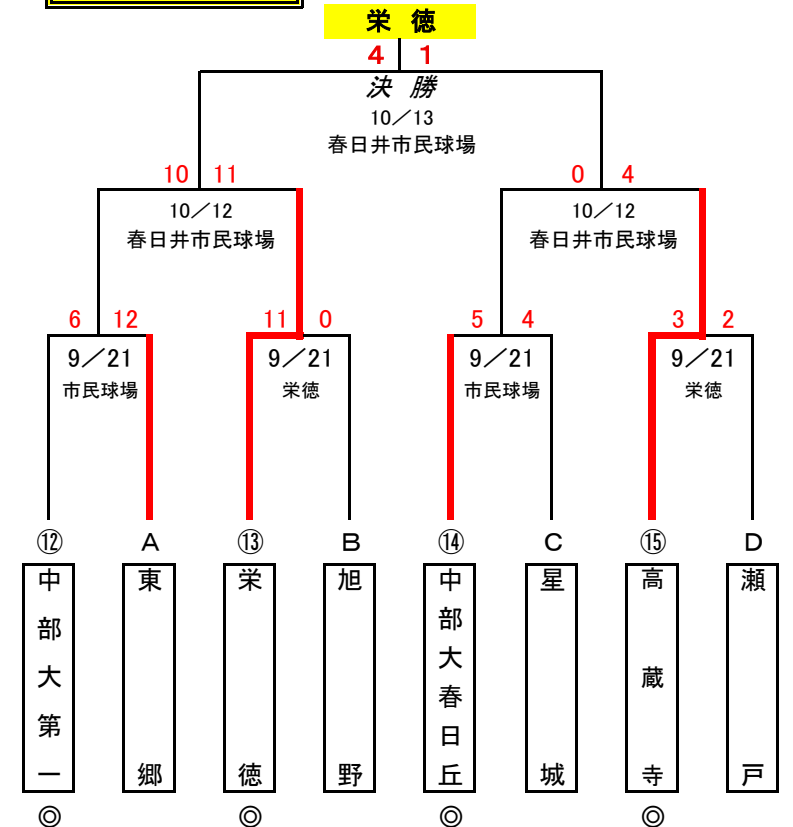 栄 徳
4 1
決 勝
10／13
春日井市民球場
10 11
0 4
10／12
10／12
春日井市民球場
春日井市民球場
6 12
11 0
5 4
3 2
9／21
9／21
9／21
9／21
市民球場
栄徳
市民球場
栄徳
⑫ A ⑬ B ⑭ C ⑮ D
中部大第一
東郷
栄徳
旭野
中部大春日丘
星城
高蔵寺
瀬戸
◎ ◎ ◎ ◎